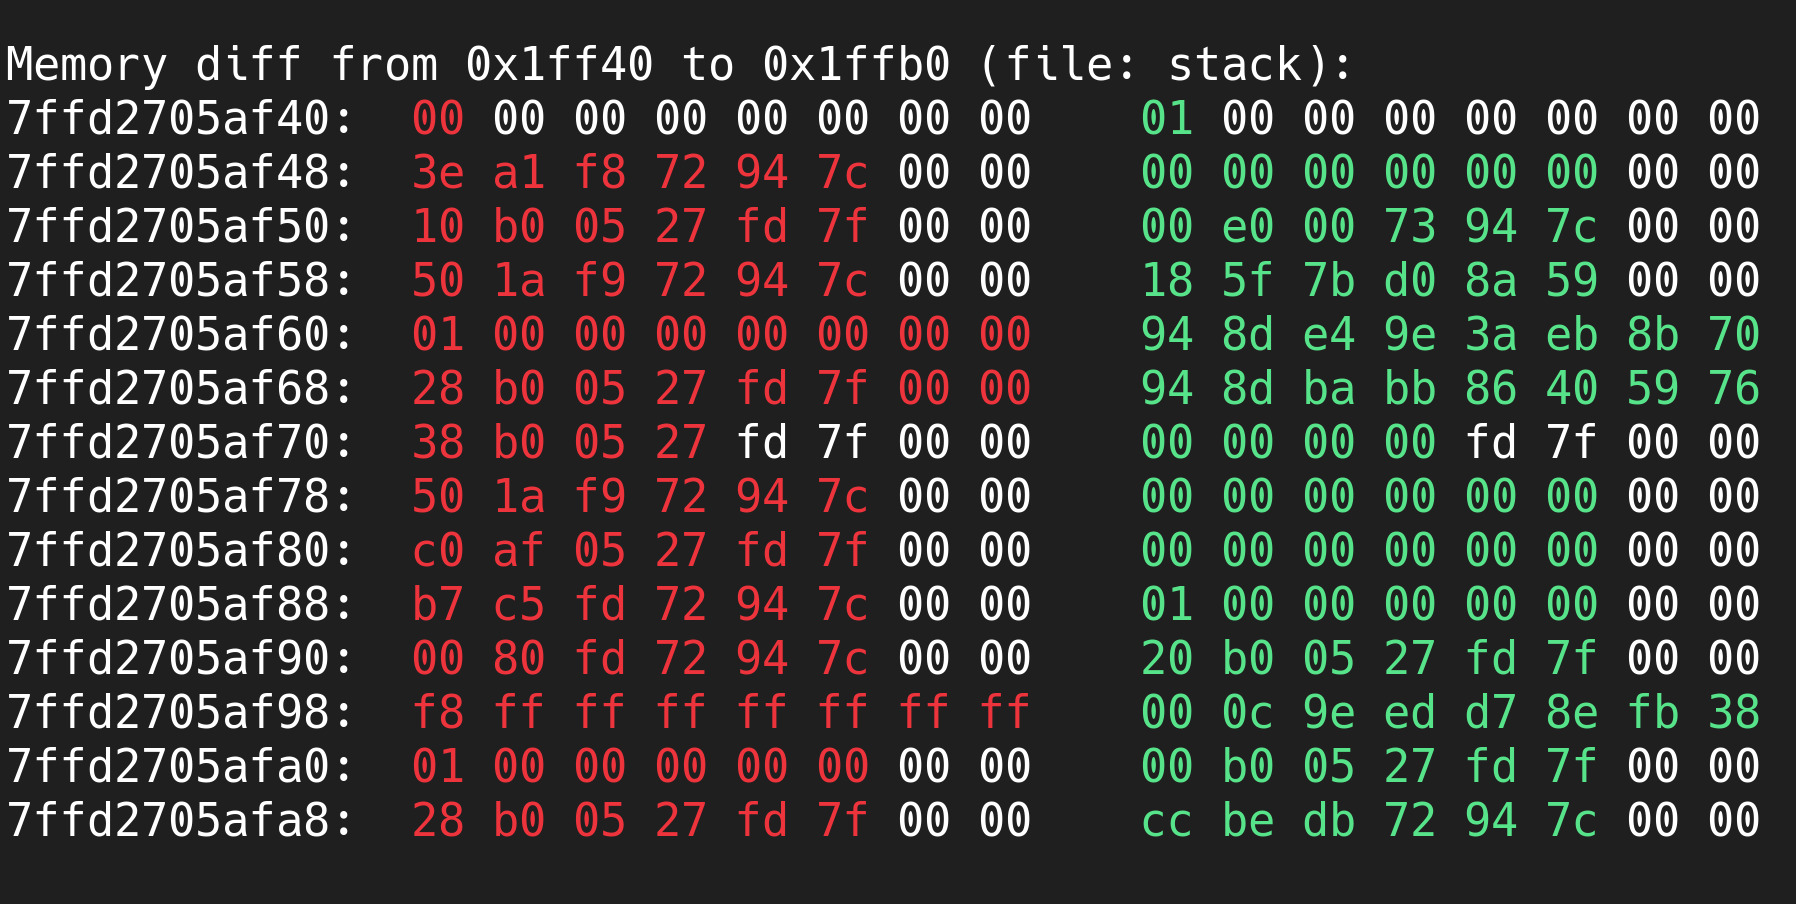 Memory diff from 0x1ff40 to 0x1ffb0 (file: stack):
7ffd2705af40:  00 00 00 00 00 00 00 00    01 00 00 00 00 00 00 00
7ffd2705af48:  3e a1 f8 72 94 7c 00 00    00 00 00 00 00 00 00 00
7ffd2705af50:  10 b0 05 27 fd 7f 00 00    00 e0 00 73 94 7c 00 00
7ffd2705af58:  50 1a f9 72 94 7c 00 00    18 5f 7b d0 8a 59 00 00
7ffd2705af60:  01 00 00 00 00 00 00 00    94 8d e4 9e 3a eb 8b 70
7ffd2705af68:  28 b0 05 27 fd 7f 00 00    94 8d ba bb 86 40 59 76
7ffd2705af70:  38 b0 05 27 fd 7f 00 00    00 00 00 00 fd 7f 00 00
7ffd2705af78:  50 1a f9 72 94 7c 00 00    00 00 00 00 00 00 00 00
7ffd2705af80:  c0 af 05 27 fd 7f 00 00    00 00 00 00 00 00 00 00
7ffd2705af88:  b7 c5 fd 72 94 7c 00 00    01 00 00 00 00 00 00 00
7ffd2705af90:  00 80 fd 72 94 7c 00 00    20 b0 05 27 fd 7f 00 00
7ffd2705af98:  f8 ff ff ff ff ff ff ff    00 0c 9e ed d7 8e fb 38
7ffd2705afa0:  01 00 00 00 00 00 00 00    00 b0 05 27 fd 7f 00 00
7ffd2705afa8:  28 b0 05 27 fd 7f 00 00    cc be db 72 94 7c 00 00